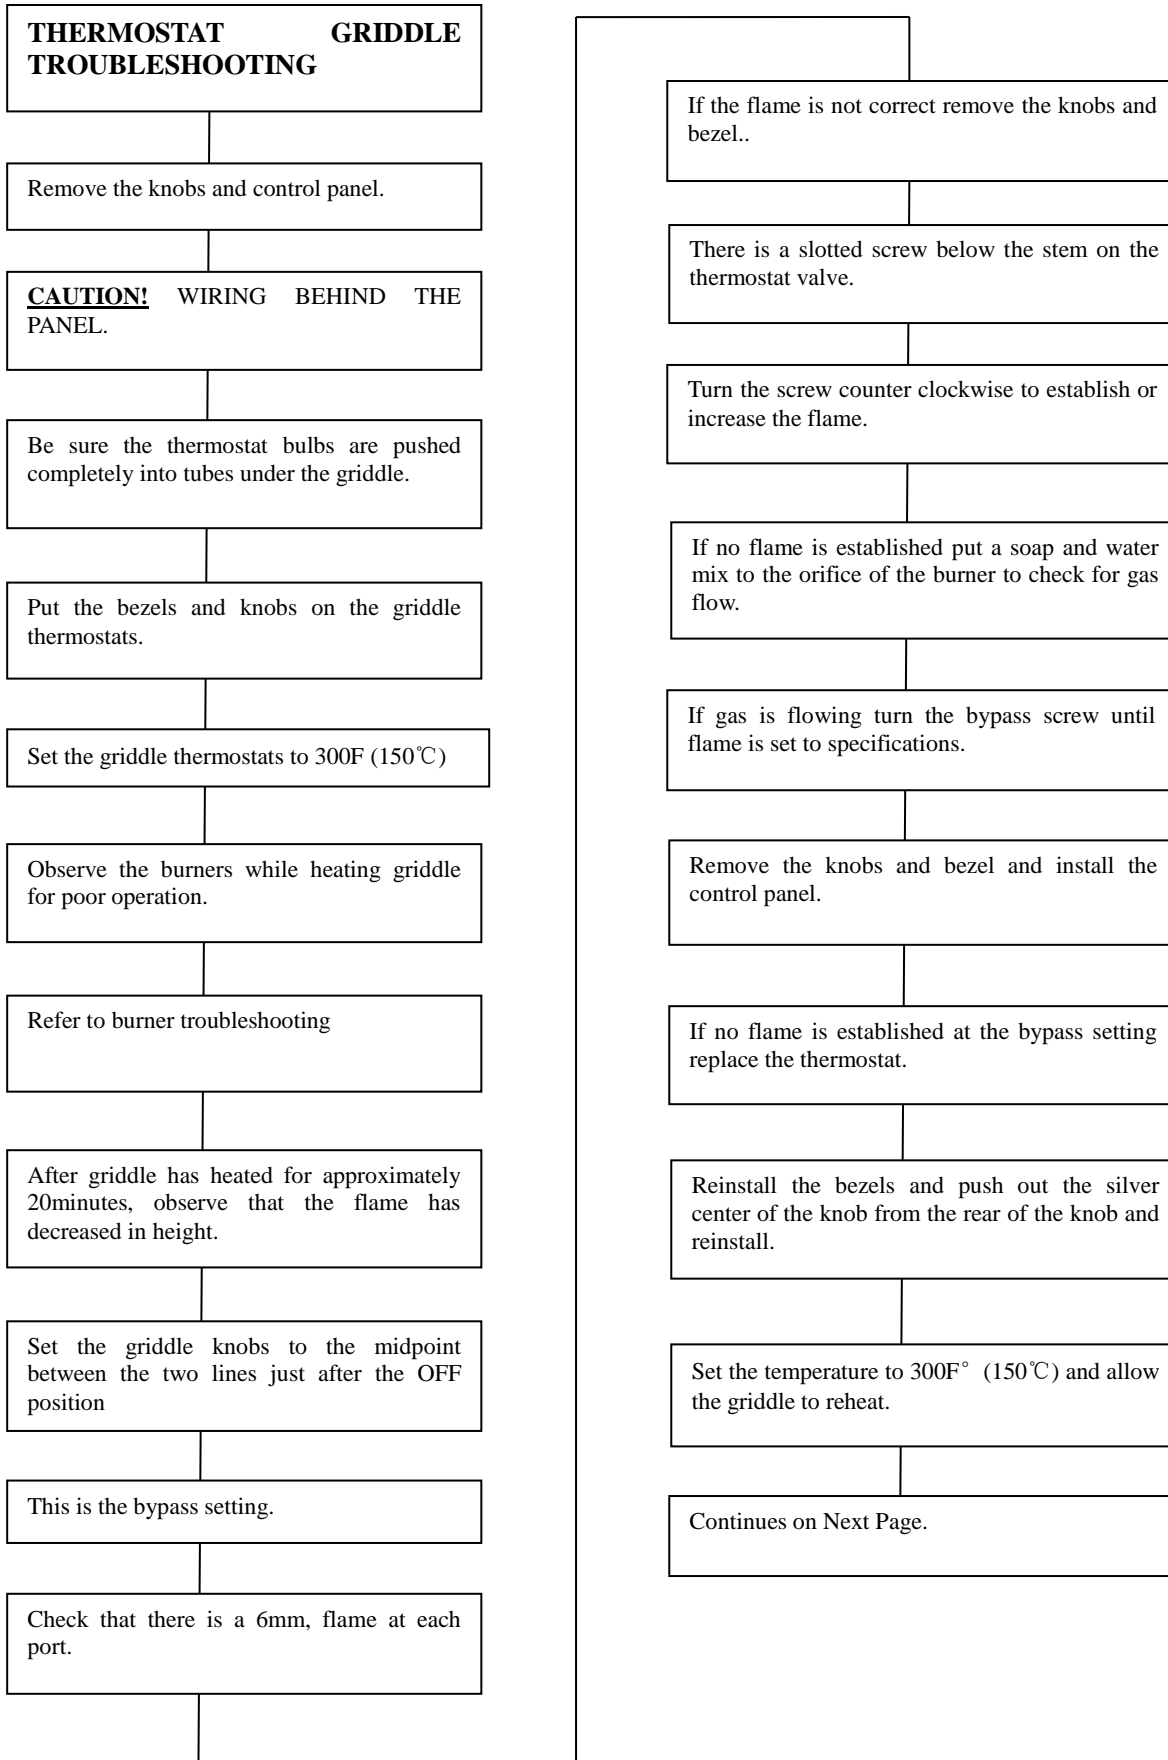 THERMOSTAT GRIDDLE
TROUBLESHOOTING
Remove the knobs and control panel.
CAUTION! WIRING BEHIND THE
PANEL.
Be sure the thermostat bulbs are pushed
completely into tubes under the griddle.
Put the bezels and knobs on the griddle
thermostats.
Set the griddle thermostats to 300F (150℃)
Observe the burners while heating griddle
for poor operation.
Refer to burner troubleshooting
After griddle has heated for approximately
20minutes, observe that the flame has
decreased in height.
Set the griddle knobs to the midpoint
between the two lines just after the OFF
position
This is the bypass setting.
Check that there is a 6mm, flame at each
port.
If the flame is not correct remove the knobs and
bezel..
There is a slotted screw below the stem on the
thermostat valve.
Turn the screw counter clockwise to establish or
increase the flame.
If no flame is established put a soap and water
mix to the orifice of the burner to check for gas
flow.
If gas is flowing turn the bypass screw until
flame is set to specifications.
Remove the knobs and bezel and install the
control panel.
If no flame is established at the bypass setting
replace the thermostat.
Reinstall the bezels and push out the silver
center of the knob from the rear of the knob and
reinstall.
Set the temperature to 300F° (150℃) and allow
the griddle to reheat.
Continues on Next Page.